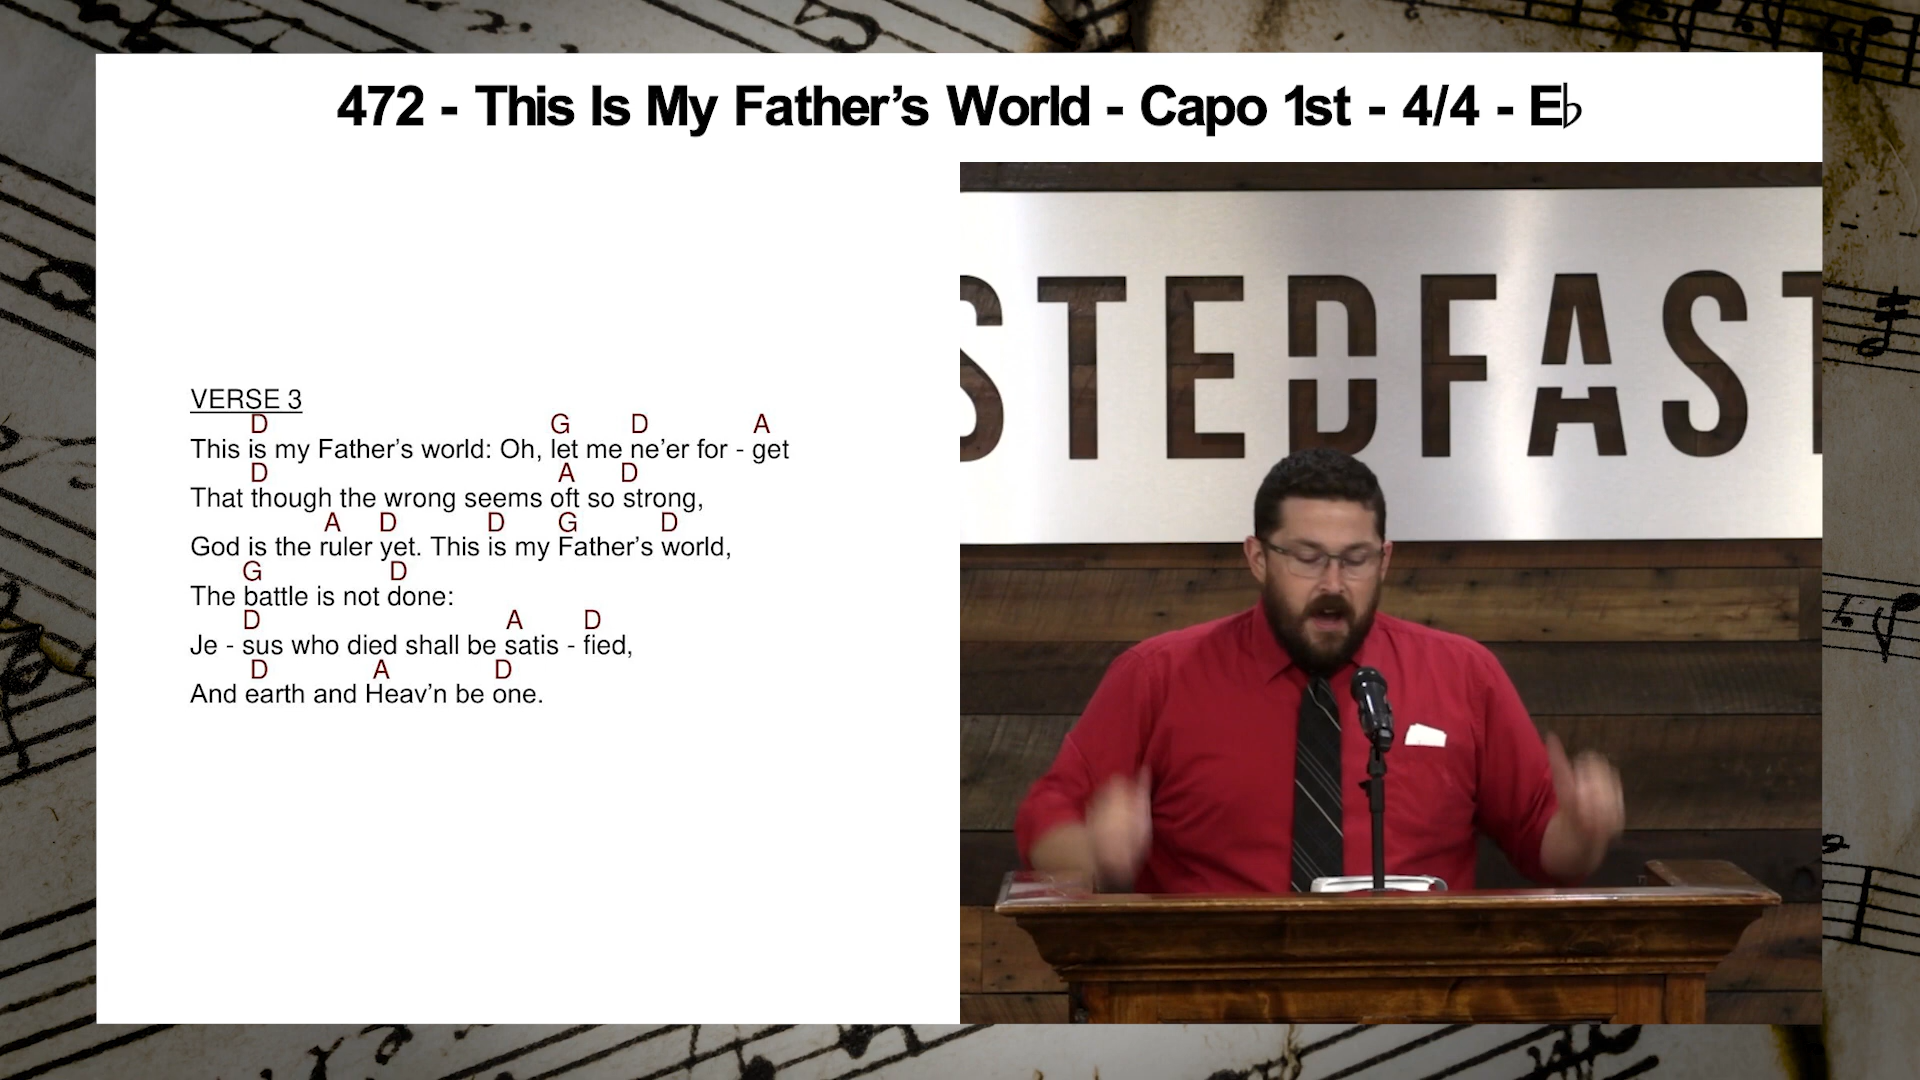 472 - This Is My Father’s World - Capo 1st - 4/4 - E♭
STEDFAST
VERSE 3
D G D A
This is my Father’s world: Oh, let me ne’er for - get
D A D
That though the wrong seems oft so strong,
A D D G D
God is the ruler yet. This is my Father’s world,
G D
The battle is not done:
D A D
Je - sus who died shall be satis - fied,
D A D
And earth and Heav’n be one.